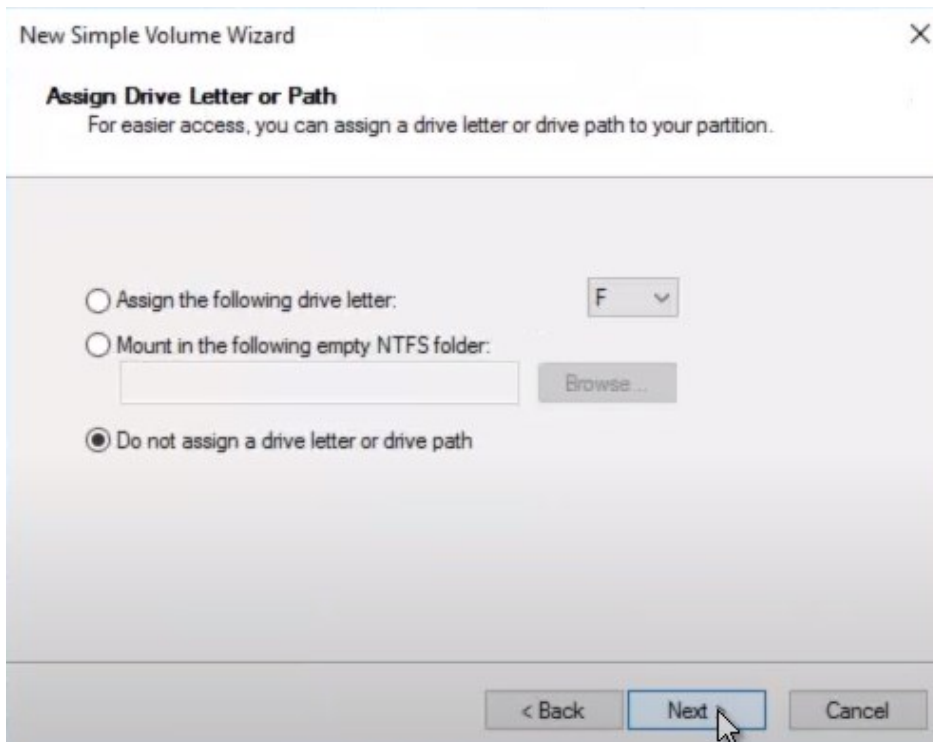 New Simple Volume Wizard
Assign Drive Letter or Path
For easier access, you can assign a drive letter or drive path to your partition.
Assign the following drive letter:
F
Mount in the following empty NTFS folder:
Browse...
Do not assign a drive letter or drive path
< Back
Next >
Cancel